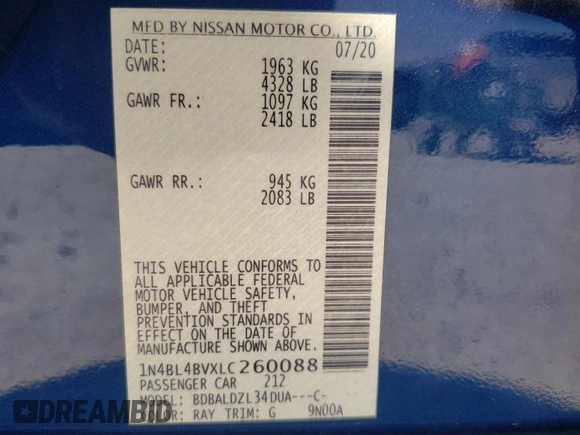 MFD BY NISSAN MOTOR CO., LTD.
DATE: 07/20
GVWR: 1963 KG
4328 LB
GAWR FR.: 1097 KG
2418 LB
GAWR RR.: 945 KG
2083 LB
THIS VEHICLE CONFORMS TO
ALL APPLICABLE FEDERAL
MOTOR VEHICLE SAFETY,
BUMPER, AND THEFT
PREVENTION STANDARDS IN
EFFECT ON THE DATE OF
MANUFACTURE SHOWN ABOVE.
1N4BL4BVXLC260088
PASSENGER CAR 212
MODEL: BDBALDZL34DUA---C-
RAY TRIM: G 9N00A
FairWheels